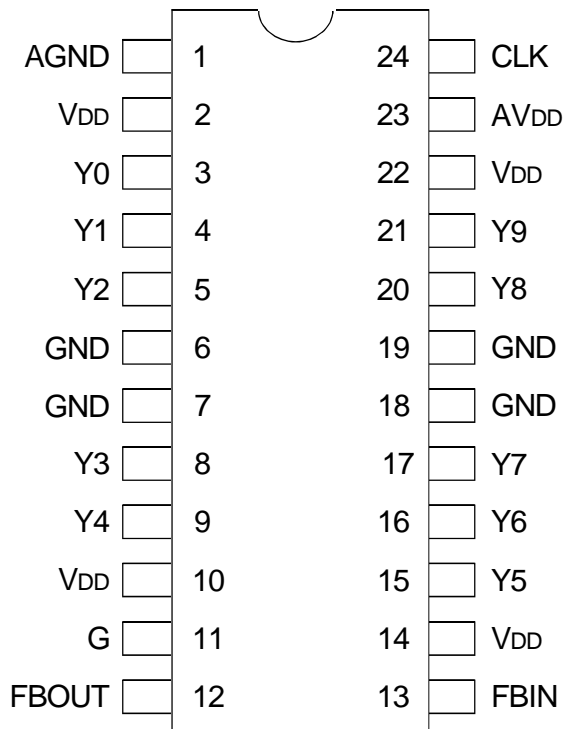 AGND 1 24 CLK
VDD 2 23 AVDD
Y0 3 22 VDD
Y1 4 21 Y9
Y2 5 20 Y8
GND 6 19 GND
GND 7 18 GND
Y3 8 17 Y7
Y4 9 16 Y6
VDD 10 15 Y5
G 11 14 VDD
FBOUT 12 13 FBIN